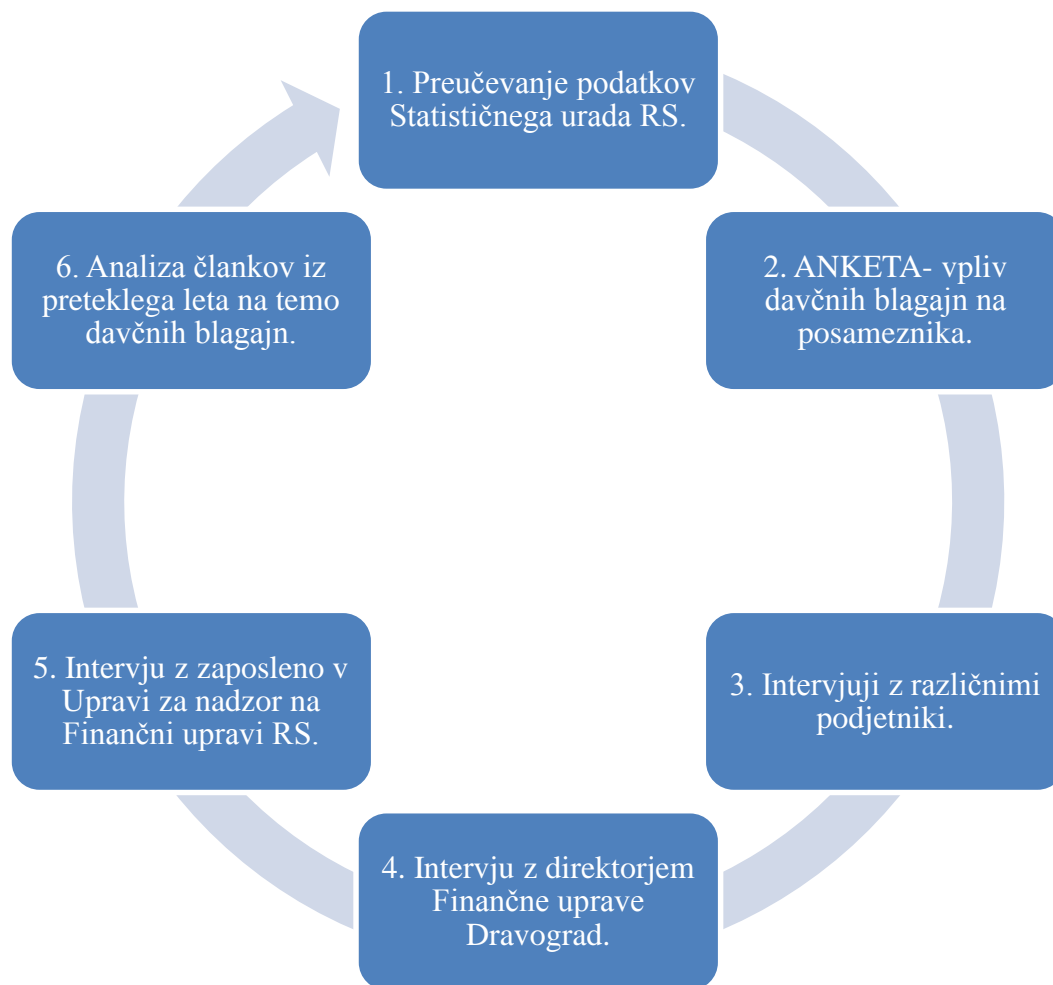 1. Preučevanje podatkov
Statističnega urada RS.
2. ANKETA- vpliv
davčnih blagajn na
posameznika.
3. Intervjuji z različnimi
podjetniki.
4. Intervju z direktorjem
Finančne uprave
Dravograd.
5. Intervju z zaposleno v
Upravi za nadzor na
Finančni upravi RS.
6. Analiza člankov iz
preteklega leta na temo
davčnih blagajn.